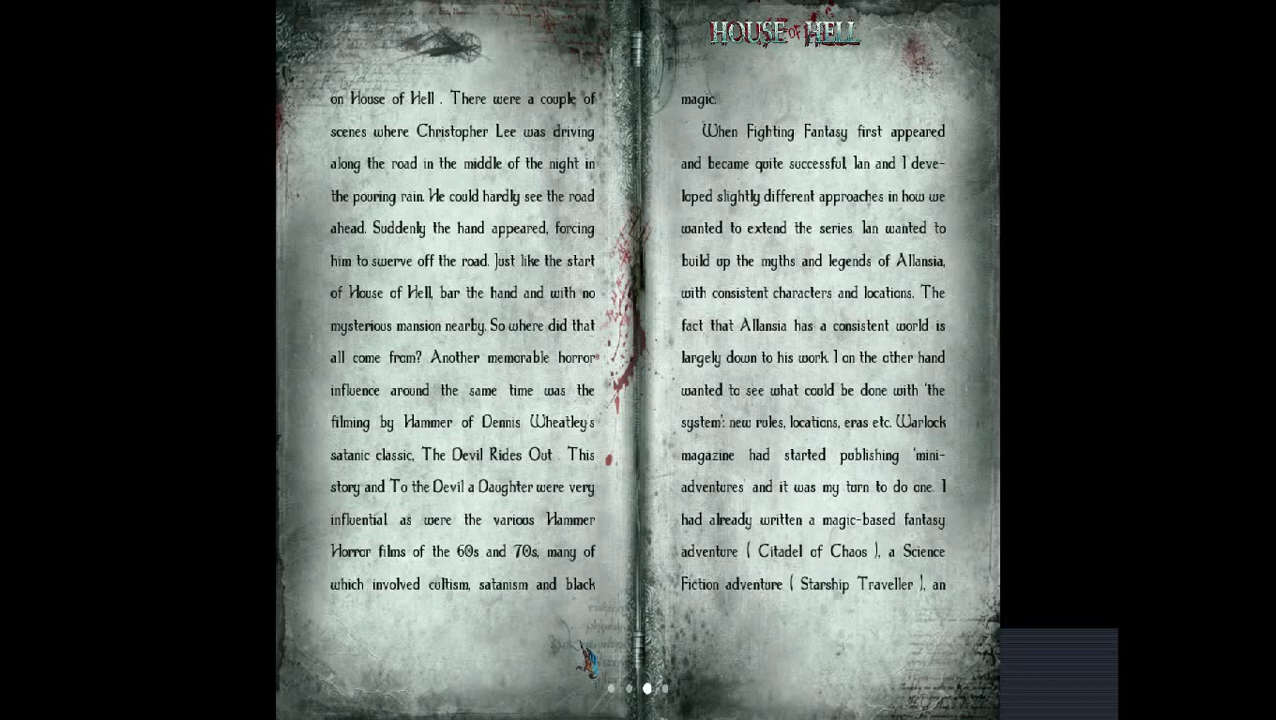 HOUSE OF HELL
on House of Hell . There were a couple of
scenes where Christopher Lee was driving
along the road in the middle of the night in
the pouring rain. He could hardly see the road
ahead. Suddenly the hand appeared, forcing
him to swerve off the road. Just like the start
of House of Hell, bar the hand and with no
mysterious mansion nearby. So where did that
all come from? Another memorable horror
influence around the same time was the
filming by Hammer of Dennis Wheatley's
satanic classic, The Devil Rides Out . This
story and To the Devil a Daughter were very
influential as were the various Hammer
Horror films of the 60s and 70s, many of
which involved cultism, satanism and black
magic.
When Fighting Fantasy first appeared
and became quite successful, Ian and I deve-
loped slightly different approaches in how we
wanted to extend the series. Ian wanted to
build up the myths and legends of Allansia,
with consistent characters and locations. The
fact that Allansia has a consistent world is
largely down to his work. I on the other hand
wanted to see what could be done with 'the
system': new rules, locations, eras etc. Warlock
magazine had started publishing 'mini-
adventures' and it was my turn to do one. I
had already written a magic-based fantasy
adventure ( Citadel of Chaos ), a Science
Fiction adventure ( Starship Traveller ), an